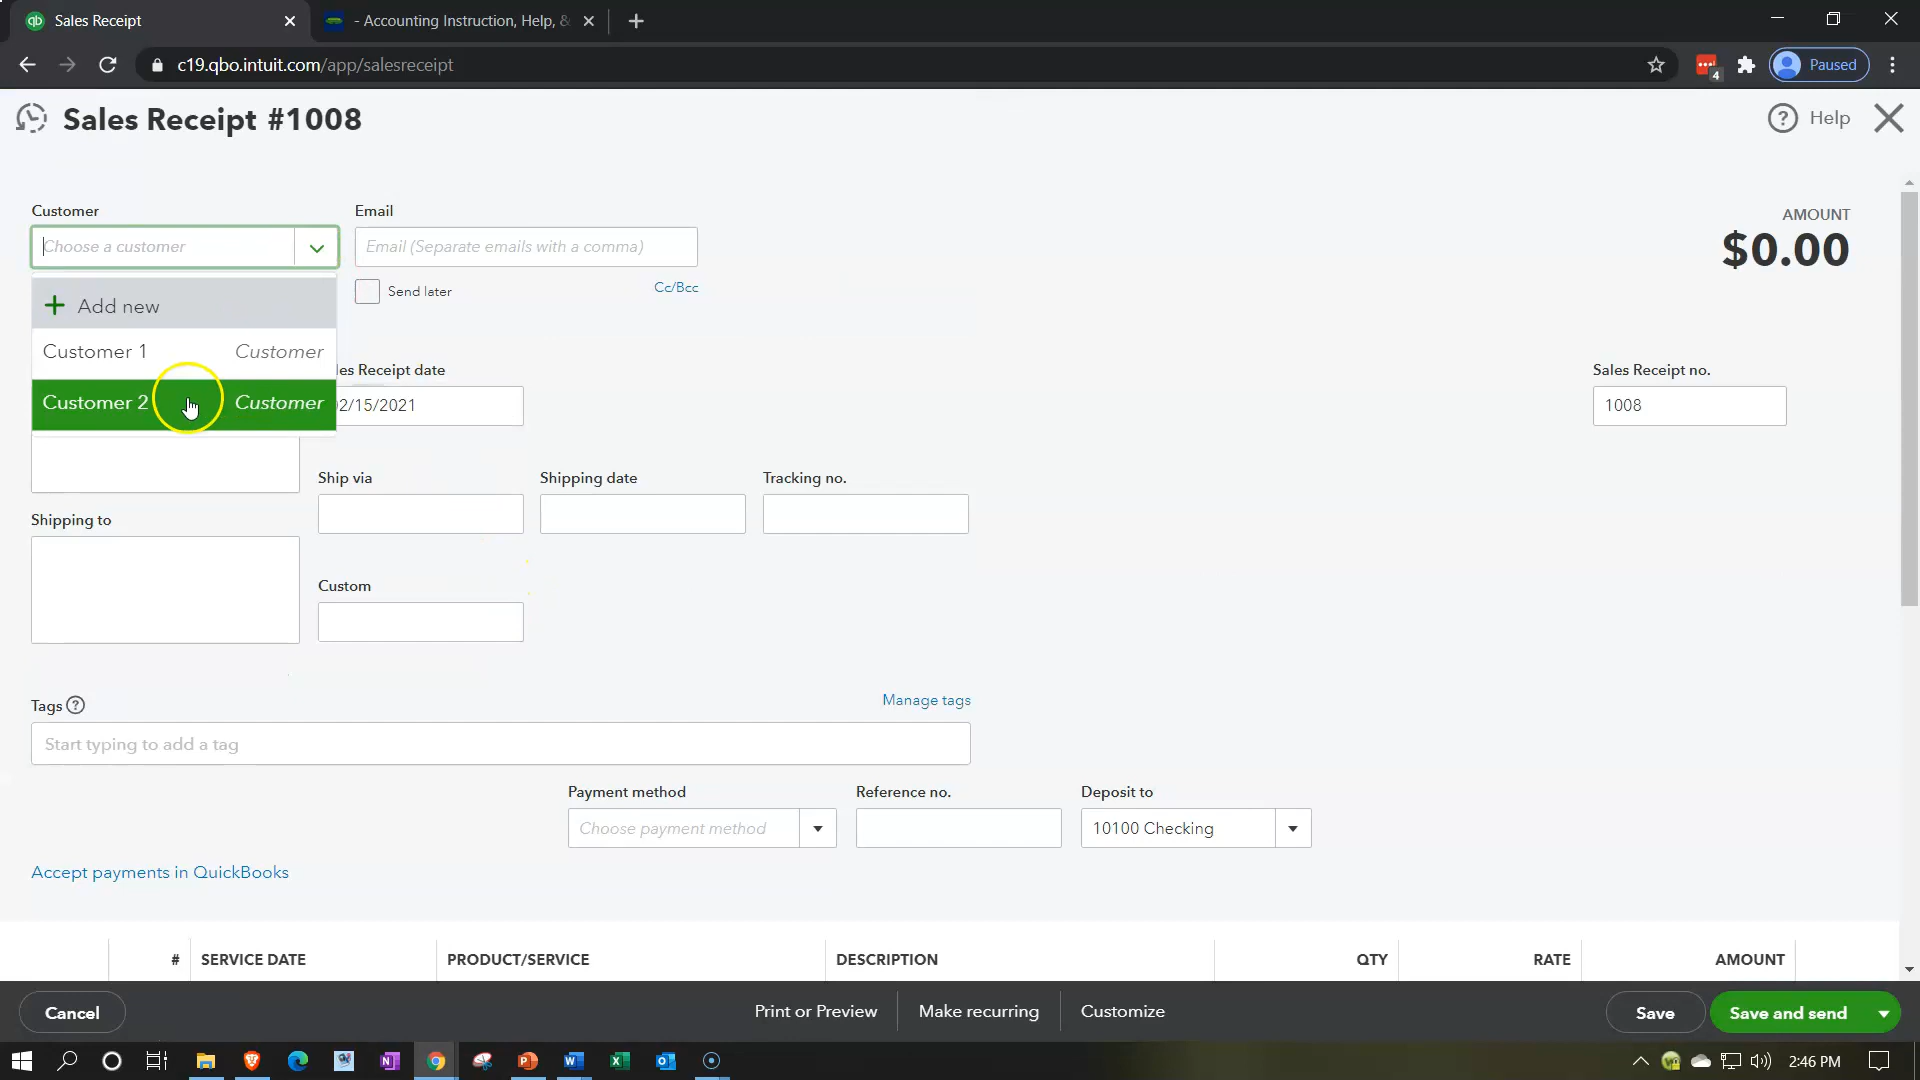 Sales Receipt
- Accounting Instruction, Help, &
c19.qbo.intuit.com/app/salesreceipt
4
Paused
Sales Receipt #1008
Help
Customer
Email
AMOUNT
Choose a customer
Email (Separate emails with a comma)
$0.00
Send later
Cc/Bcc
+ Add new
Customer 1 Customer
les Receipt date
Sales Receipt no.
Customer 2 Customer
02/15/2021
1008
Ship via
Shipping date
Tracking no.
Shipping to
Custom
Tags ?
Manage tags
Start typing to add a tag
Payment method
Reference no.
Deposit to
Choose payment method
10100 Checking
Accept payments in QuickBooks
# SERVICE DATE PRODUCT/SERVICE DESCRIPTION QTY RATE AMOUNT
Cancel
Print or Preview
Make recurring
Customize
Save
Save and send
2:46 PM